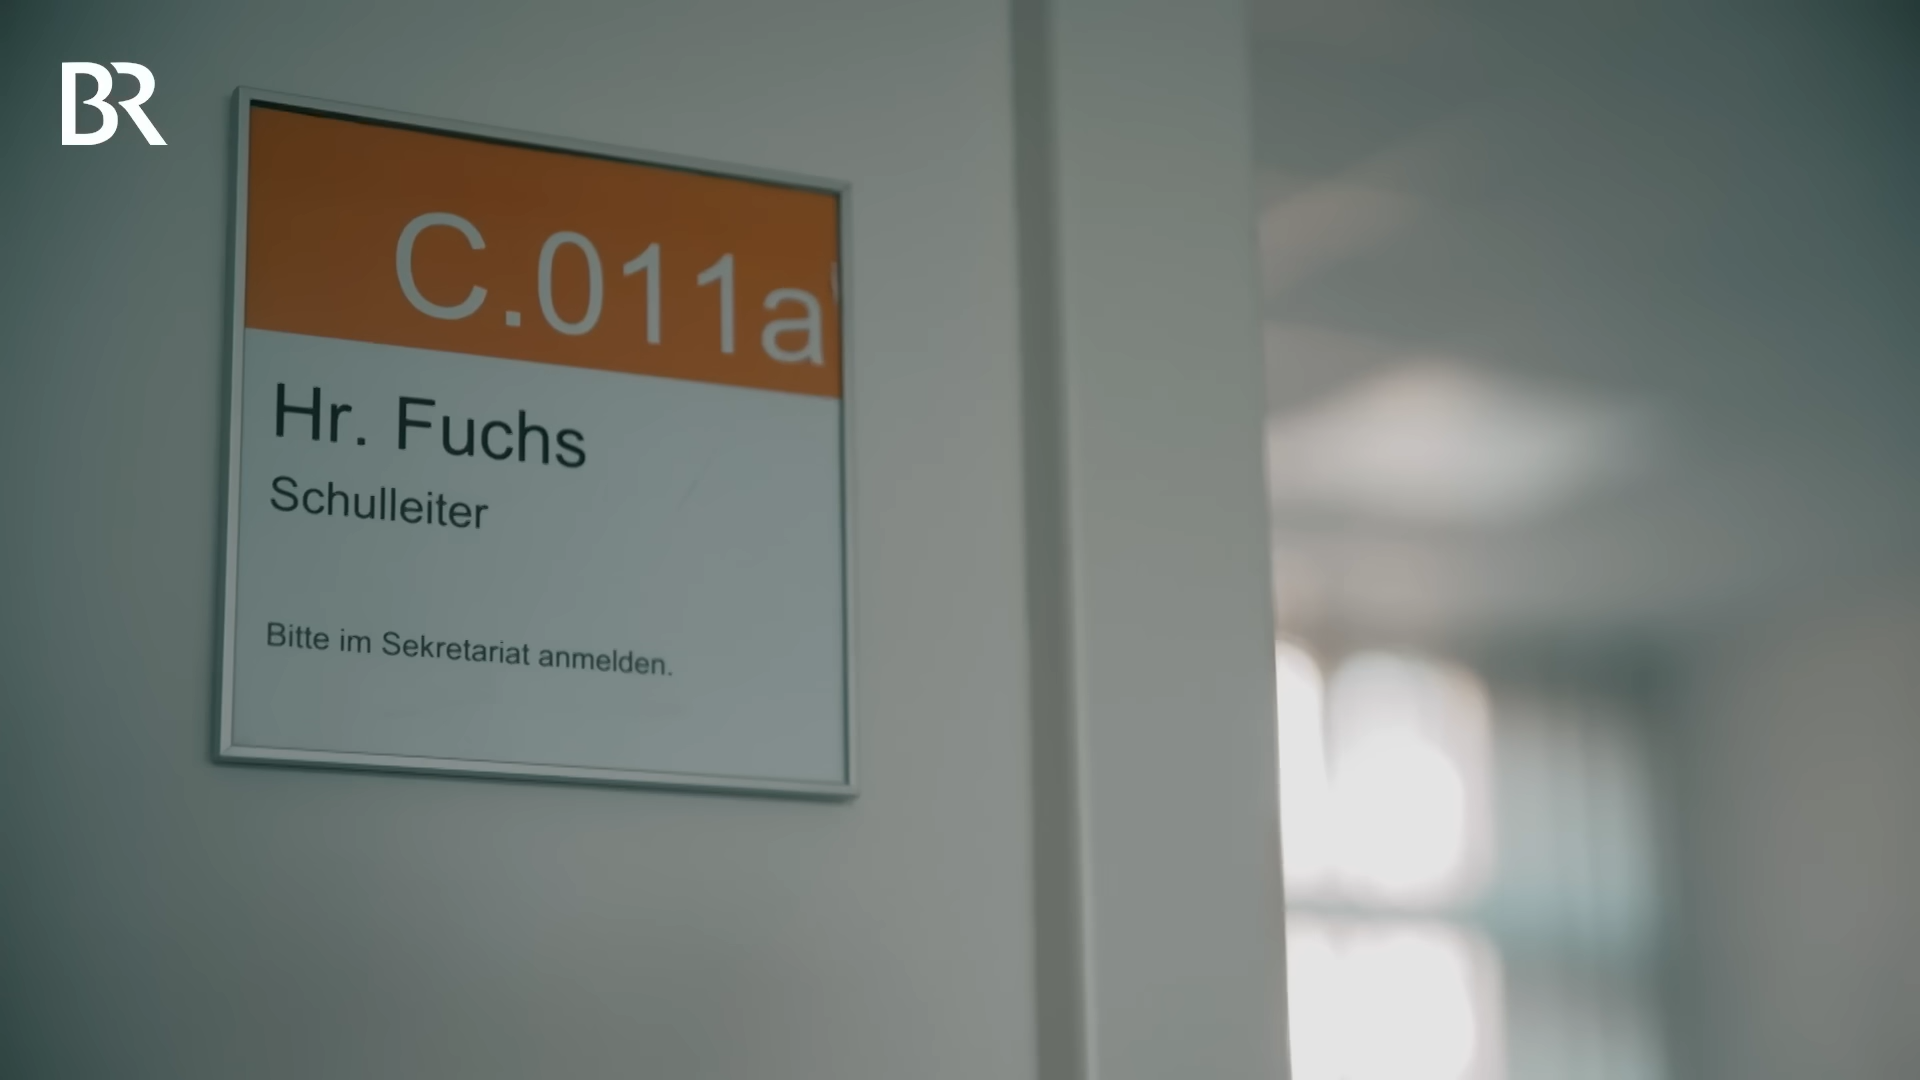 BR
C.011a
Hr. Fuchs
Schulleiter
Bitte im Sekretariat anmelden.